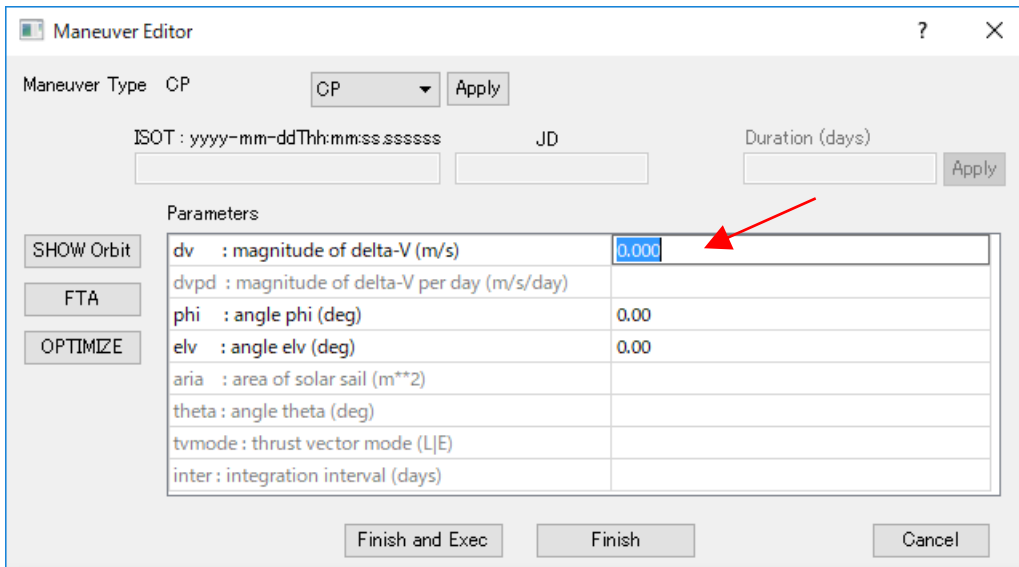 Maneuver Editor ? ×
Maneuver Type CP CP Apply
ISOT : yyyy-mm-ddThh:mm:ss.ssssss JD Duration (days)
Apply
Parameters
SHOW Orbit
FTA
OPTIMIZE
dv : magnitude of delta-V (m/s) 0.000
dvpd : magnitude of delta-V per day (m/s/day)
phi : angle phi (deg) 0.00
elv : angle elv (deg) 0.00
aria : area of solar sail (m**2)
theta : angle theta (deg)
tvmode : thrust vector mode (L|E)
inter : integration interval (days)
Finish and Exec Finish Cancel